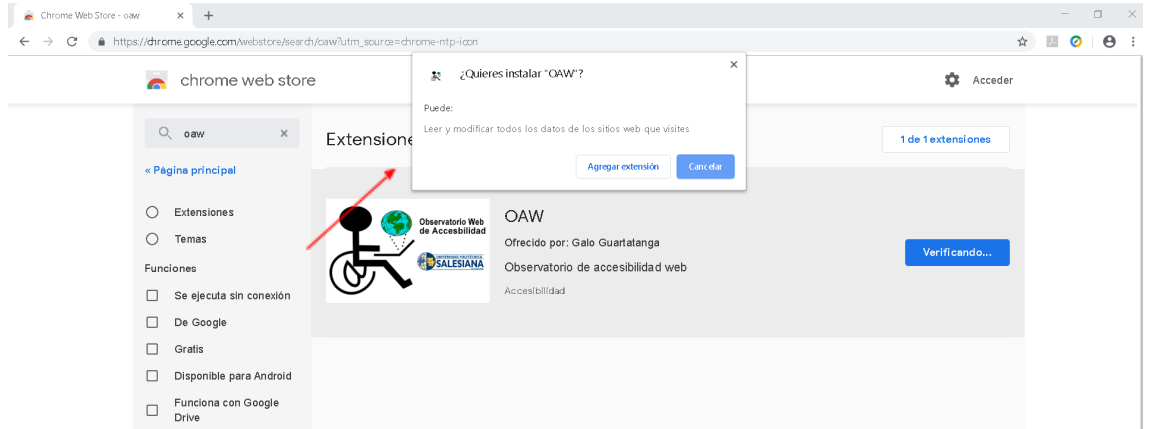 Chrome Web Store - oaw
https://chrome.google.com/webstore/search/oaw?utm_source=chrome-ntp-icon
chrome web store
Acceder
¿Quieres instalar "OAW"?
Puede:
Leer y modificar todos los datos de los sitios web que visites
Agregar extensión
Cancelar
oaw
« Página principal
Extensiones
Temas
Funciones
Se ejecuta sin conexión
De Google
Gratis
Disponible para Android
Funciona con Google
Drive
Extensione
1 de 1 extensiones
Observatorio Web
de Accesbilidad
UNIVERSIDAD POLITÉCNICA
SALESIANA
OAW
Ofrecido por: Galo Guartatanga
Observatorio de accesibilidad web
Accesibilidad
Verificando...